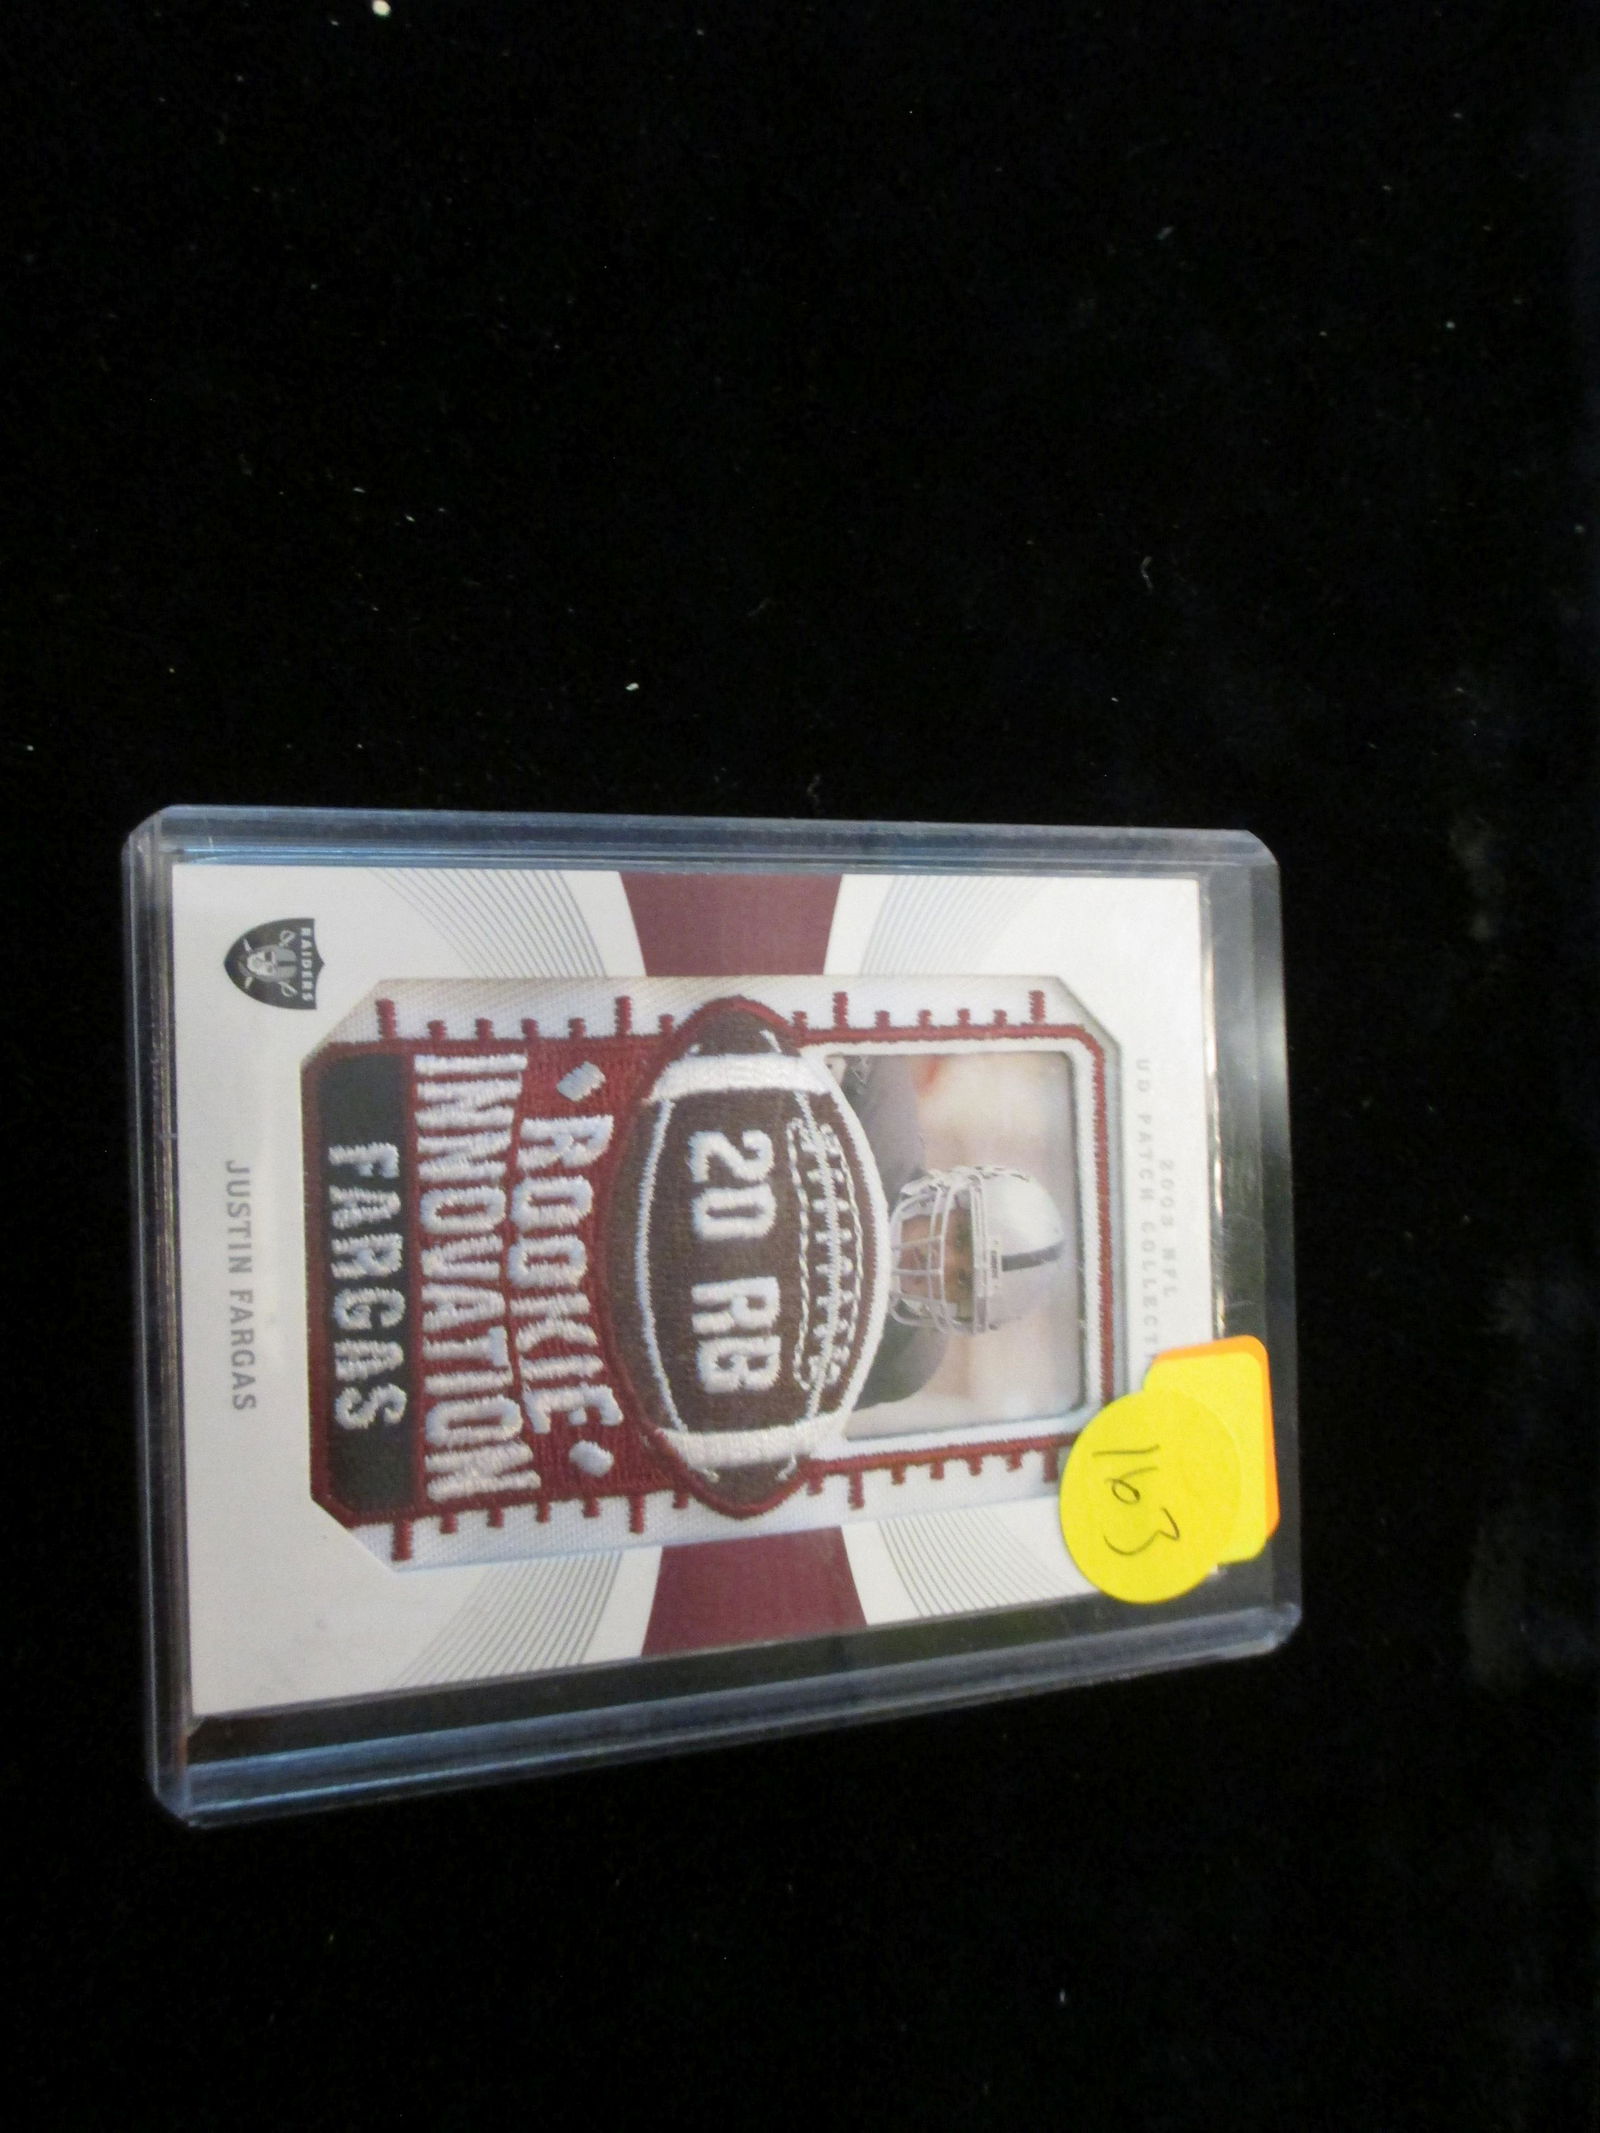 2003 NFL
UD PATCH COLLECT
163
20 RB
ROOKIE
INNOVATION
FARGAS
RAIDERS
JUSTIN FARGAS